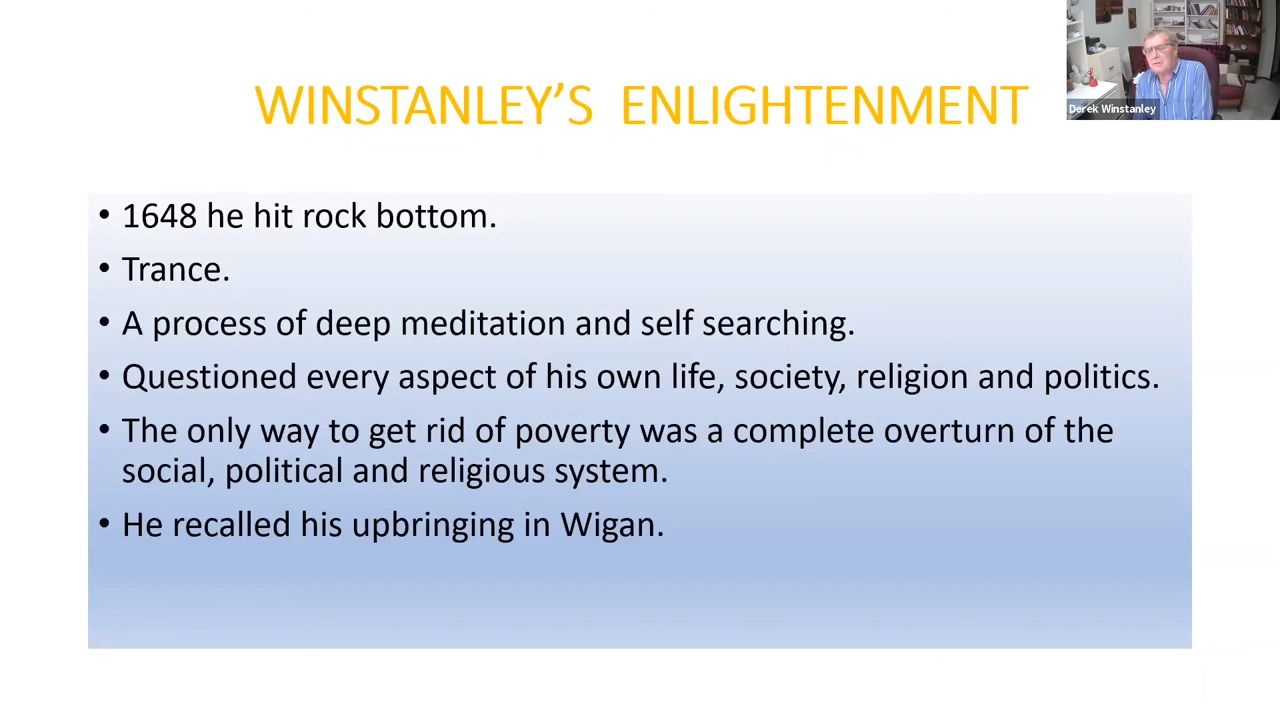 WINSTANLEY’S ENLIGHTENMENT
Derek Winstanley
• 1648 he hit rock bottom.
• Trance.
• A process of deep meditation and self searching.
• Questioned every aspect of his own life, society, religion and politics.
• The only way to get rid of poverty was a complete overturn of the
social, political and religious system.
• He recalled his upbringing in Wigan.